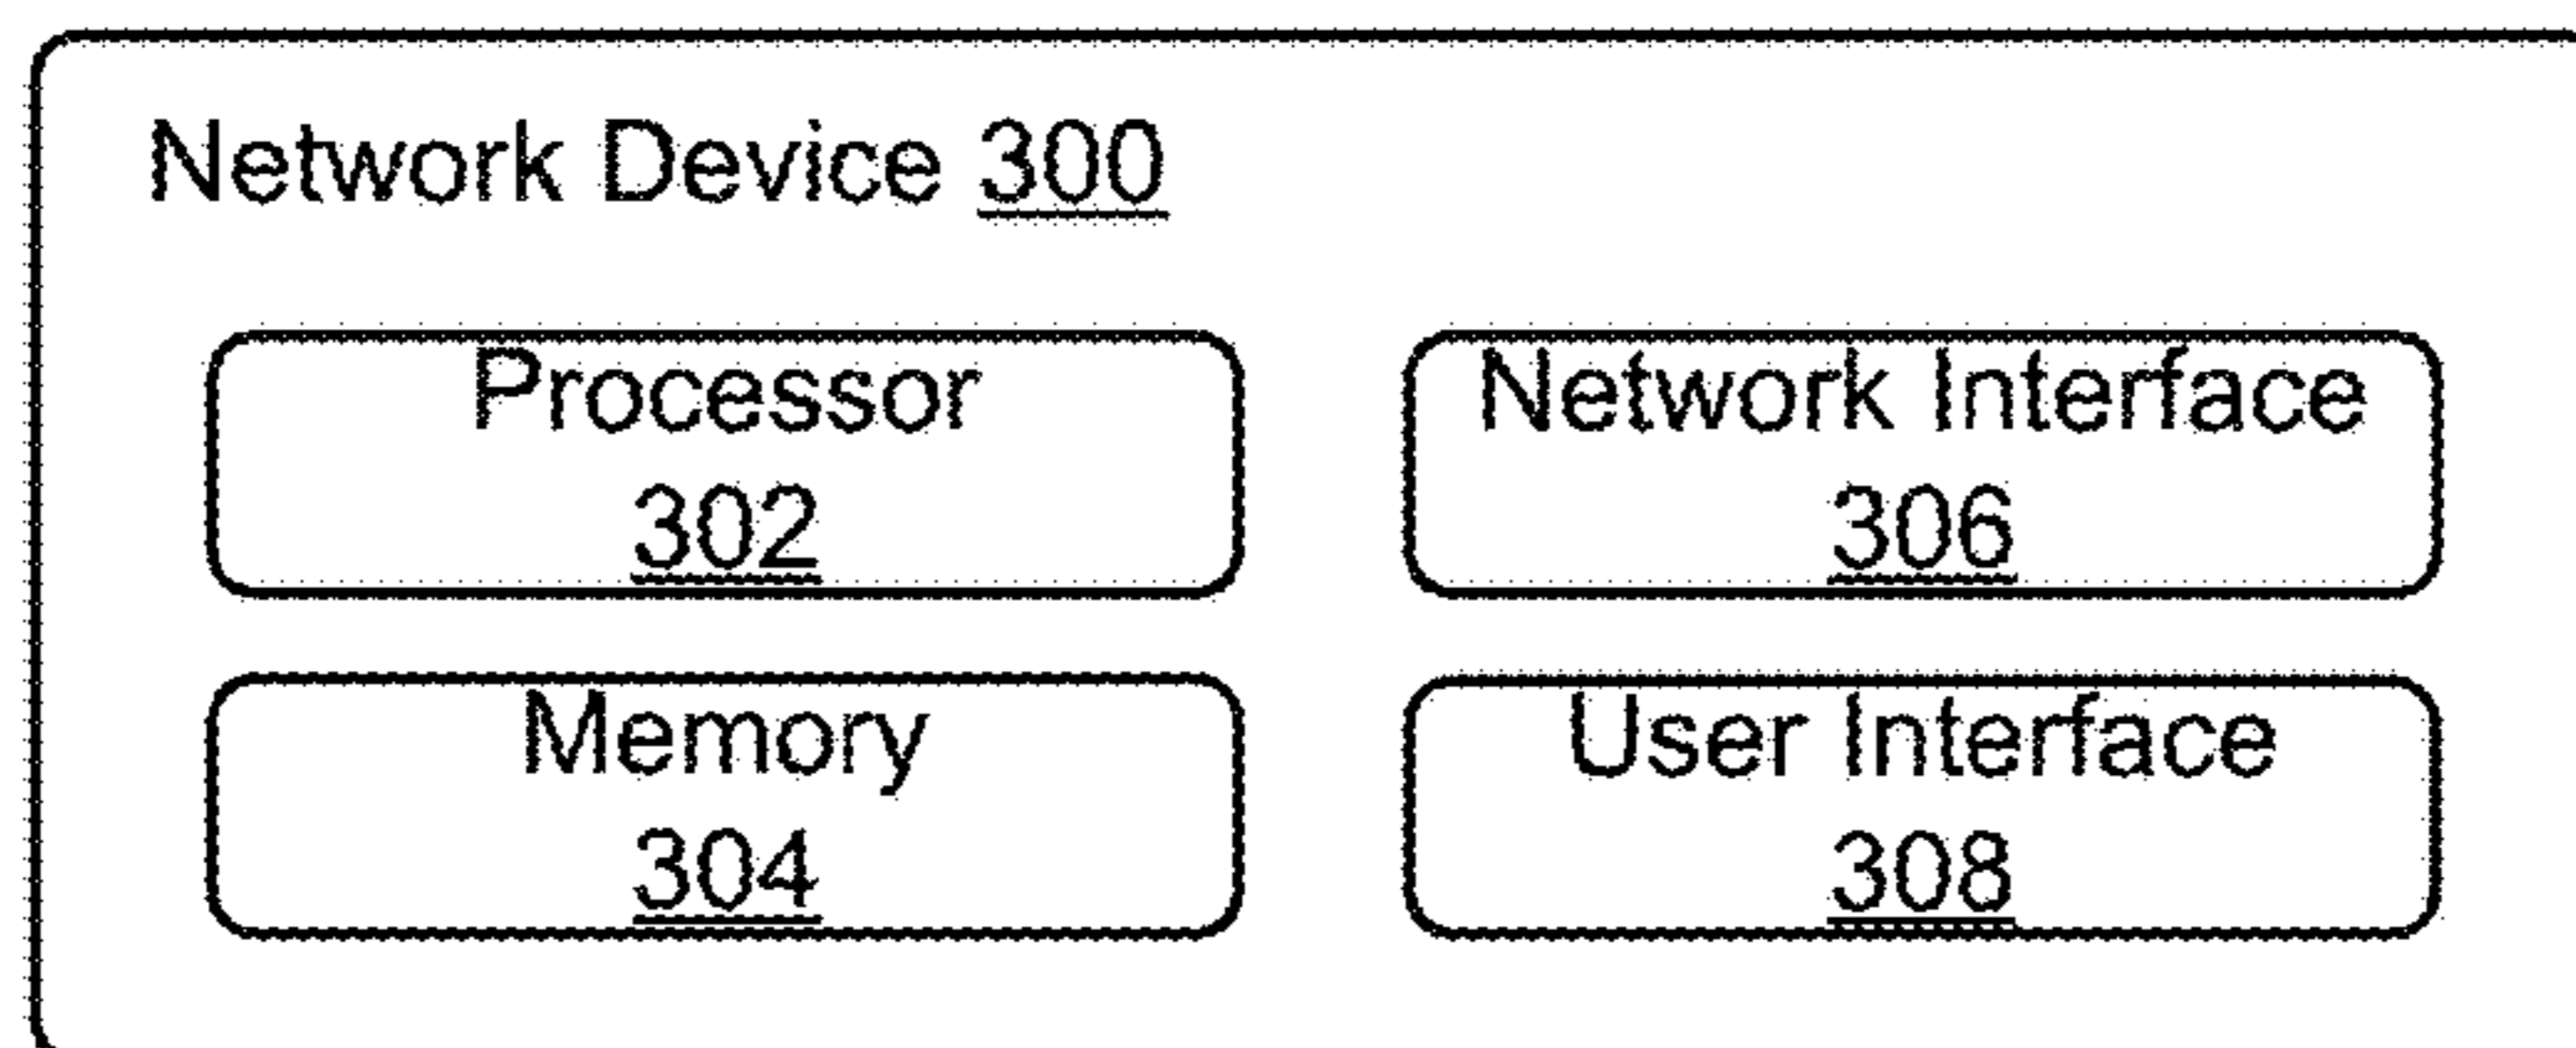 Network Device 300
Processor
302
Network Interface
306
Memory
304
User Interface
308